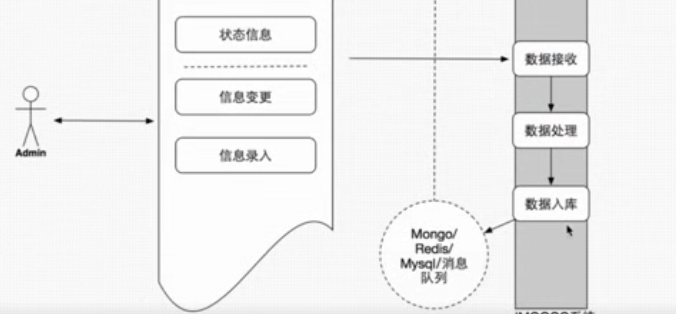 状态信息
数据接收
信息变更
Admin
数据处理
信息录入
数据入库
Mongo/
Redis/
Mysql/消息
队列